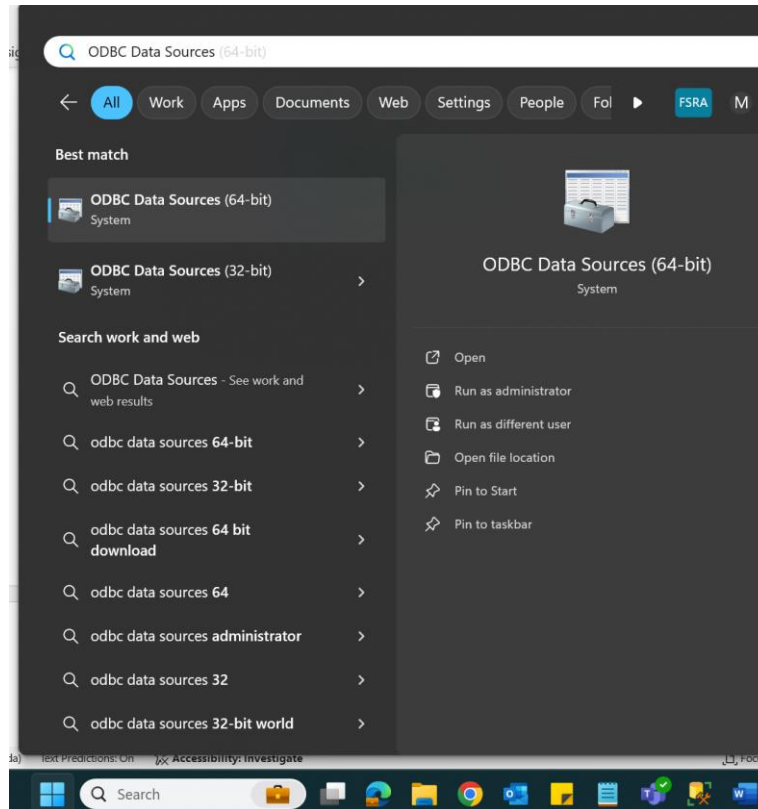 ODBC Data Sources (64-bit)
All Work Apps Documents Web Settings People Fol FSRA M
Best match
ODBC Data Sources (64-bit)
System
ODBC Data Sources (32-bit)
System
Search work and web
ODBC Data Sources - See work and
web results
odbc data sources 64-bit
odbc data sources 32-bit
odbc data sources 64 bit
download
odbc data sources 64
odbc data sources administrator
odbc data sources 32
odbc data sources 32-bit world
ODBC Data Sources (64-bit)
System
Open
Run as administrator
Run as different user
Open file location
Pin to Start
Pin to taskbar
Text Predictions: On Accessibility: Investigate
Search